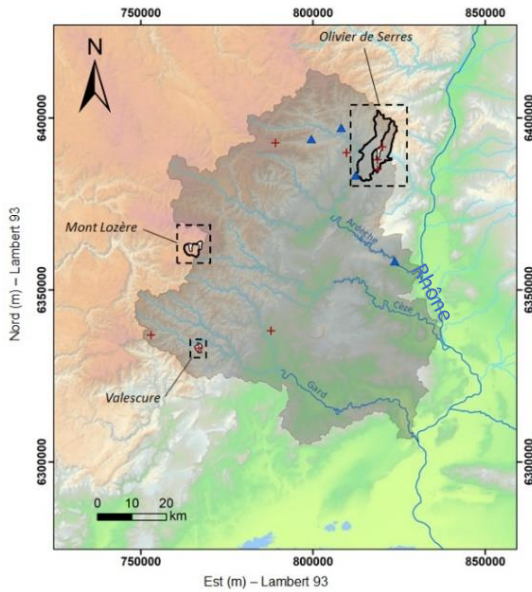 750000
800000
850000
Olivier de Serres
N
6400000
6400000
Mont Lozère
Ardèche
Rhône
6350000
6350000
Nord (m) – Lambert 93
Cèze
Valescure
Gard
6300000
6300000
0 10 20
km
750000
800000
850000
Est (m) – Lambert 93